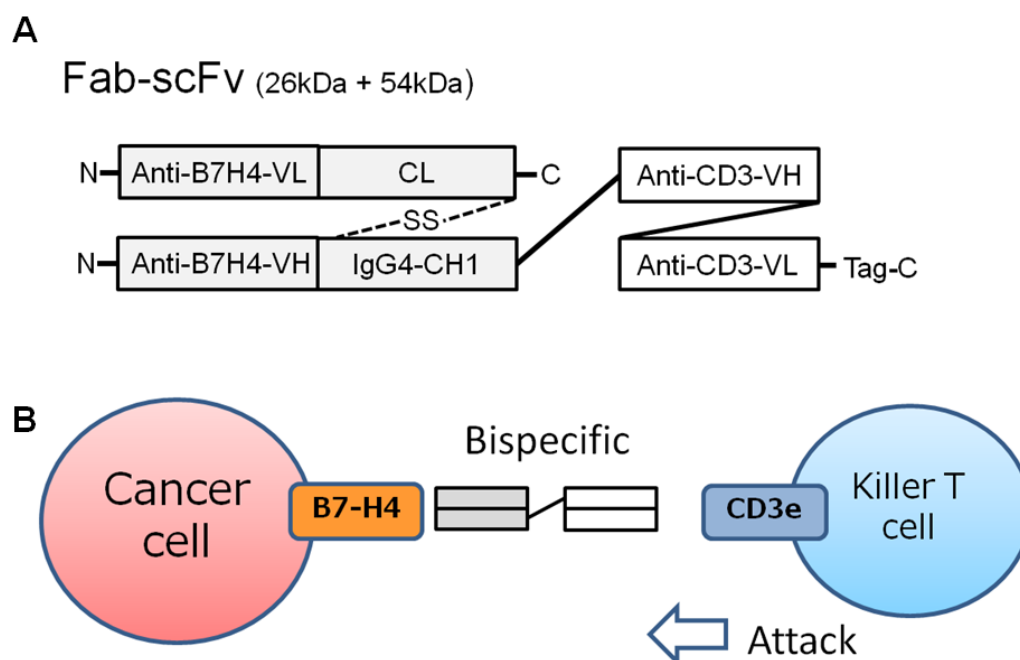 A
Fab-scFv (26kDa + 54kDa)
N Anti-B7H4-VL CL C Anti-CD3-VH
SS
N Anti-B7H4-VH IgG4-CH1 Anti-CD3-VL Tag-C
B
Bispecific
Cancer cell
B7-H4
CD3e
Killer T
cell
Attack